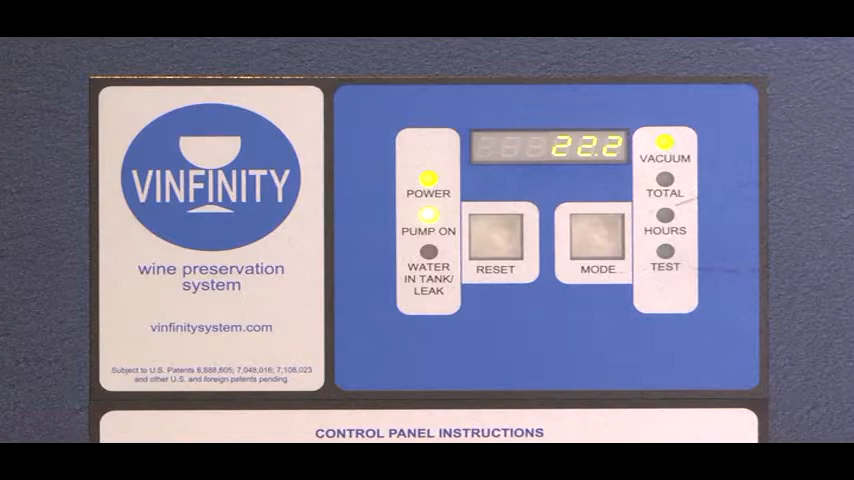 VINFINITY
wine preservation
system
vinfinitysystem.com
Subject to U.S. Patents 6,688,605; 7,048,016; 7,108,023
and other U.S. and foreign patents pending.
22.2
POWER
PUMP ON
WATER
IN TANK/
LEAK
RESET
MODE
VACUUM
TOTAL
HOURS
TEST
CONTROL PANEL INSTRUCTIONS